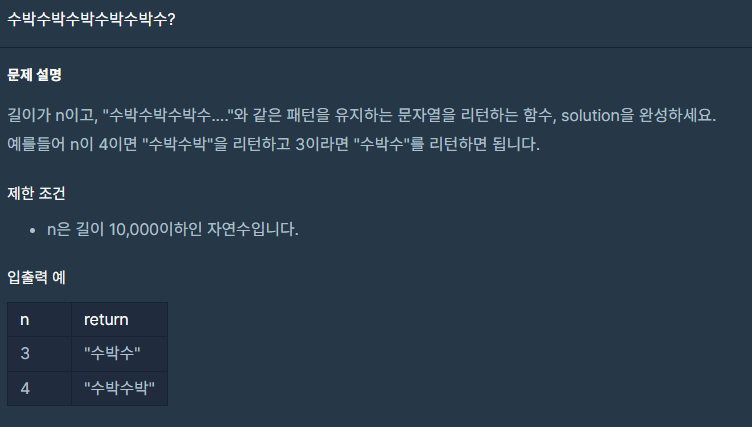 수박수박수박수박수박수?
문제 설명
길이가 n이고, "수박수박수박수...."와 같은 패턴을 유지하는 문자열을 리턴하는 함수, solution을 완성하세요.
예를들어 n이 4이면 "수박수박"을 리턴하고 3이라면 "수박수"를 리턴하면 됩니다.
제한 조건
• n은 길이 10,000이하인 자연수입니다.
입출력 예
n return
3 "수박수"
4 "수박수박"